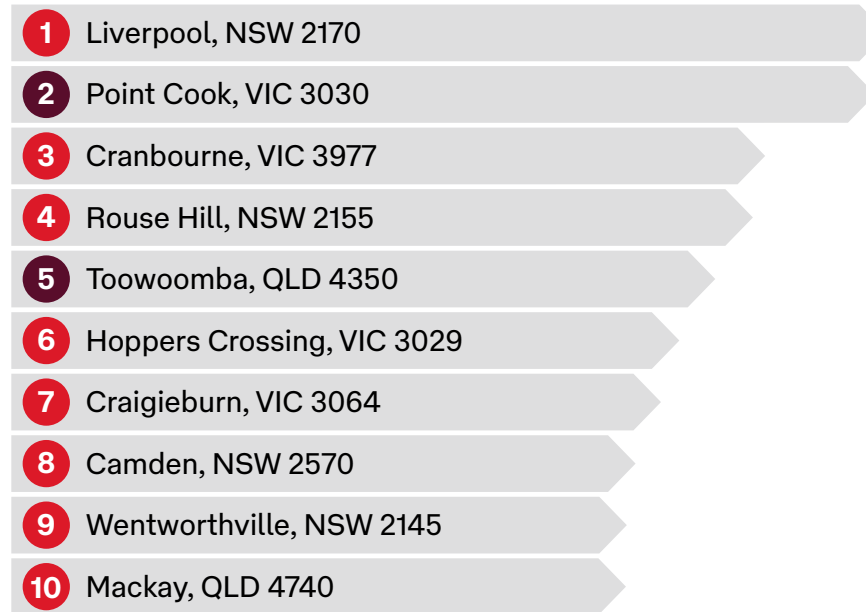 1 Liverpool, NSW 2170
2 Point Cook, VIC 3030
3 Cranbourne, VIC 3977
4 Rouse Hill, NSW 2155
5 Toowoomba, QLD 4350
6 Hoppers Crossing, VIC 3029
7 Craigieburn, VIC 3064
8 Camden, NSW 2570
9 Wentworthville, NSW 2145
10 Mackay, QLD 4740